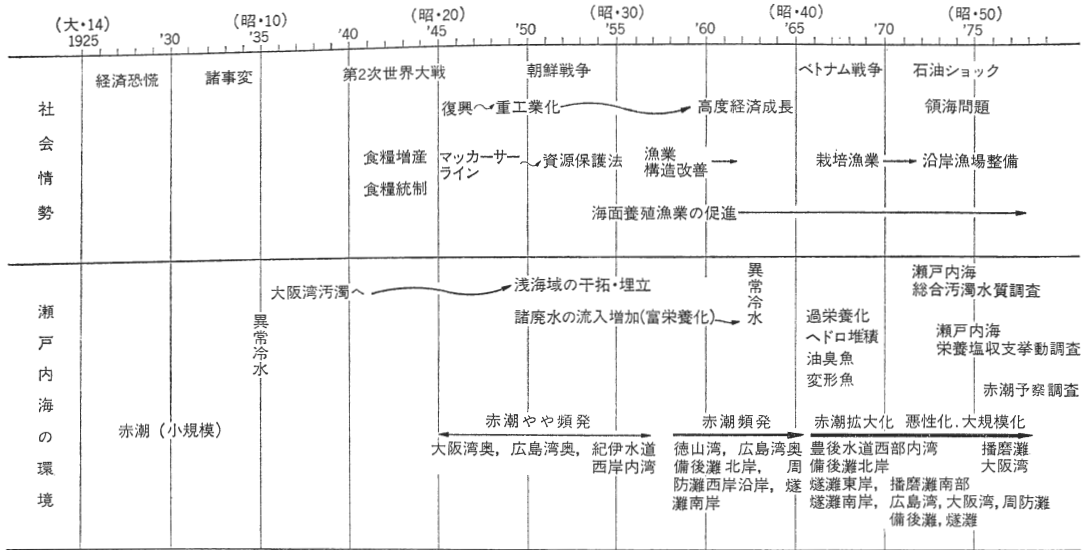 (大・14) (昭・10) (昭・20) (昭・30) (昭・40) (昭・50)
1925 '30 '35 '40 '45 '50 '55 '60 '65 '70 '75
社会情勢
経済恐慌 諸事変 第2次世界大戦 朝鮮戦争 ベトナム戦争 石油ショック
復興 重工業化 高度経済成長 領海問題
食糧増産 マッカーサーライン 資源保護法 漁業構造改善 栽培漁業 沿岸漁場整備
食糧統制
海面養殖漁業の促進
瀬戸内海の環境
大阪湾汚濁へ 浅海域の干拓・埋立 異常冷水 瀬戸内海
総合汚濁水質調査
異常冷水 諸廃水の流入増加(富栄養化) 過栄養化
ヘドロ堆積
油臭魚
変形魚
瀬戸内海
栄養塩収支挙動調査
赤潮予察調査
赤潮(小規模) 赤潮やや頻発 赤潮頻発 赤潮拡大化 悪性化.大規模化
大阪湾奥,広島湾奥,紀伊水道
西岸内湾
徳山湾,広島湾奥
備後灘北岸,周
防灘西岸沿岸,燧
灘南岸
豊後水道西部内湾 播磨灘
備後灘北岸 大阪湾
燧灘東岸,播磨灘南部
燧灘南岸,広島湾,大阪湾,周防灘
備後灘,燧灘